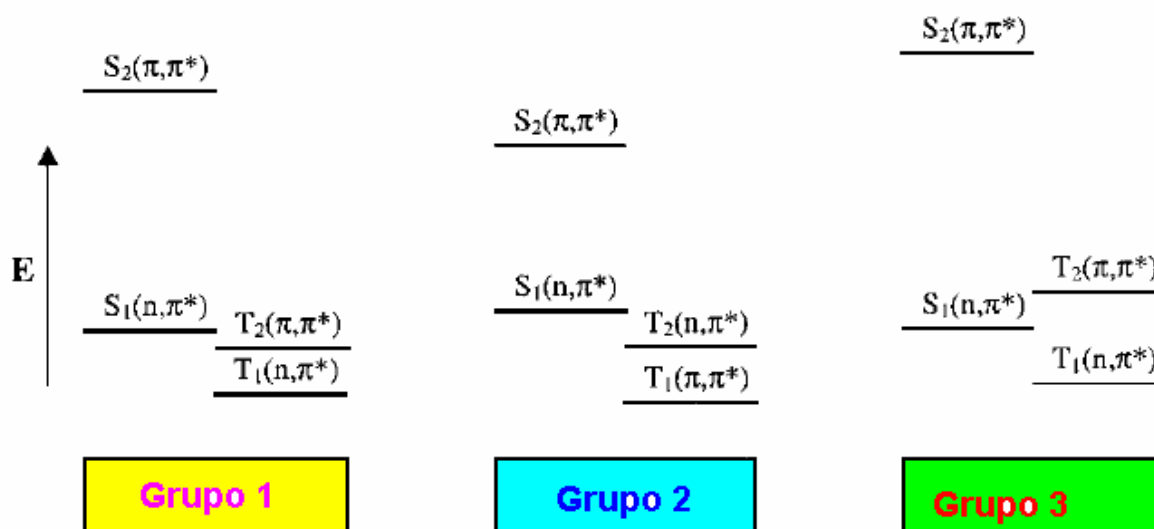 S₂(π,π*)
S₂(π,π*)
S₂(π,π*)
E
S₁(n,π*)
T₂(π,π*)
T₁(n,π*)
S₁(n,π*)
T₂(n,π*)
T₁(π,π*)
T₂(π,π*)
S₁(n,π*)
T₁(n,π*)
Grupo 1
Grupo 2
Grupo 3